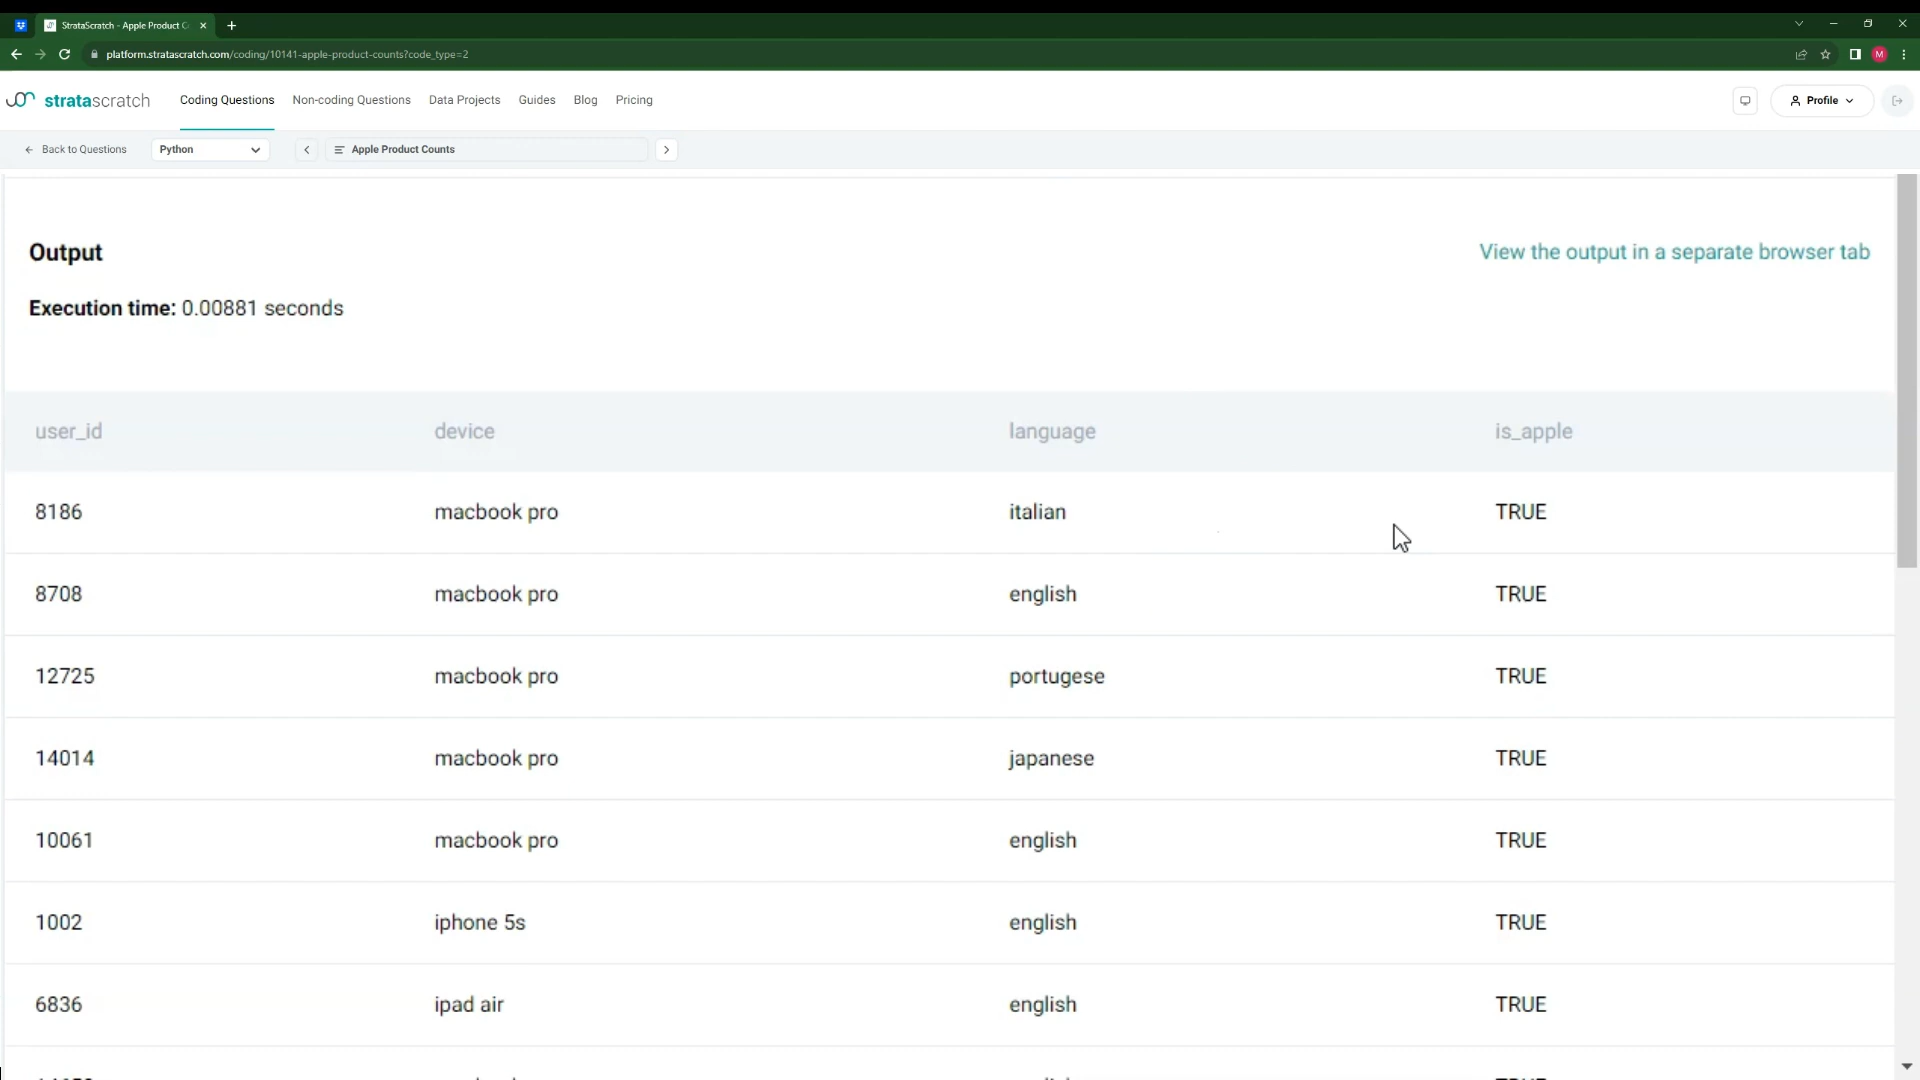 StrataScratch - Apple Product C
platform.stratascratch.com/coding/10141-apple-product-counts?code_type=2
M
stratascratch
Coding Questions
Non-coding Questions
Data Projects
Guides
Blog
Pricing
Profile
Back to Questions
Python
Apple Product Counts
Output
View the output in a separate browser tab
Execution time: 0.00881 seconds
user_id device language is_apple
8186 macbook pro italian TRUE
8708 macbook pro english TRUE
12725 macbook pro portugese TRUE
14014 macbook pro japanese TRUE
10061 macbook pro english TRUE
1002 iphone 5s english TRUE
6836 ipad air english TRUE